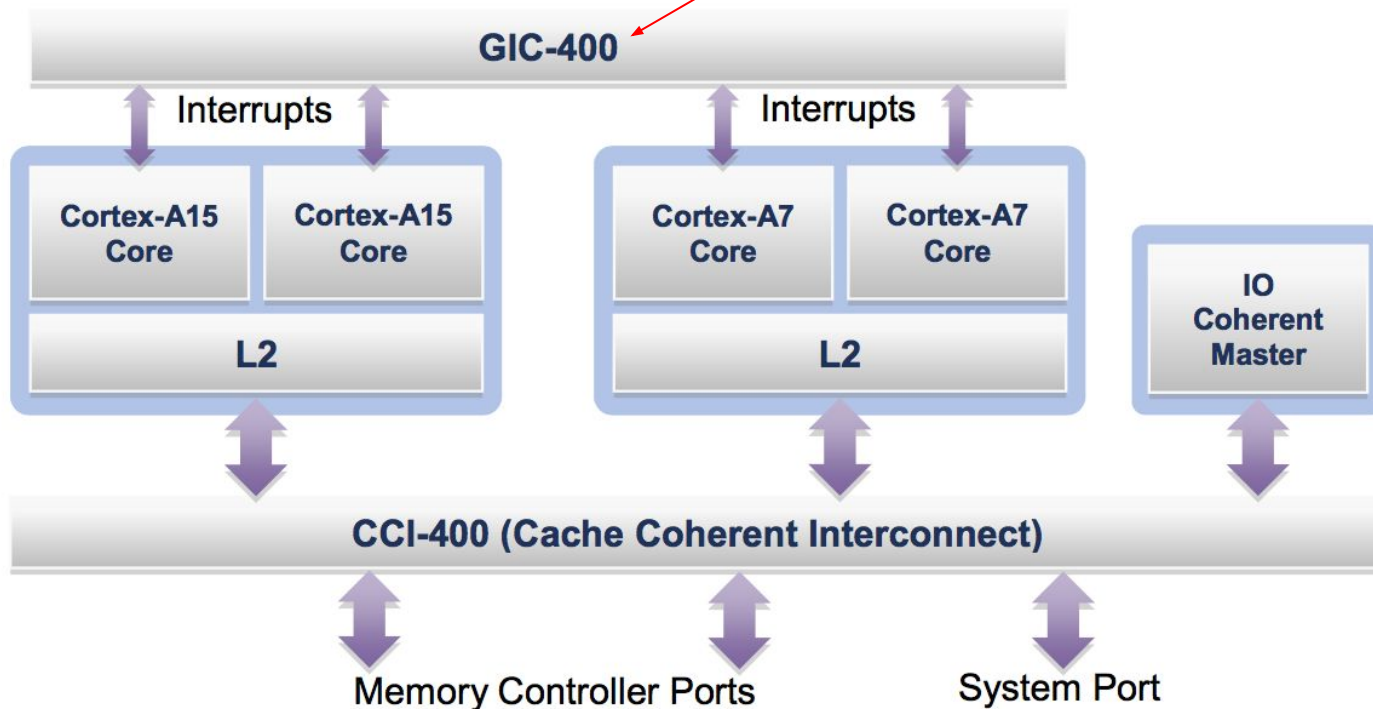 GIC-400
Interrupts
Interrupts
Cortex-A15
Core
Cortex-A15
Core
Cortex-A7
Core
Cortex-A7
Core
L2
L2
IO
Coherent
Master
CCI-400 (Cache Coherent Interconnect)
Memory Controller Ports
System Port